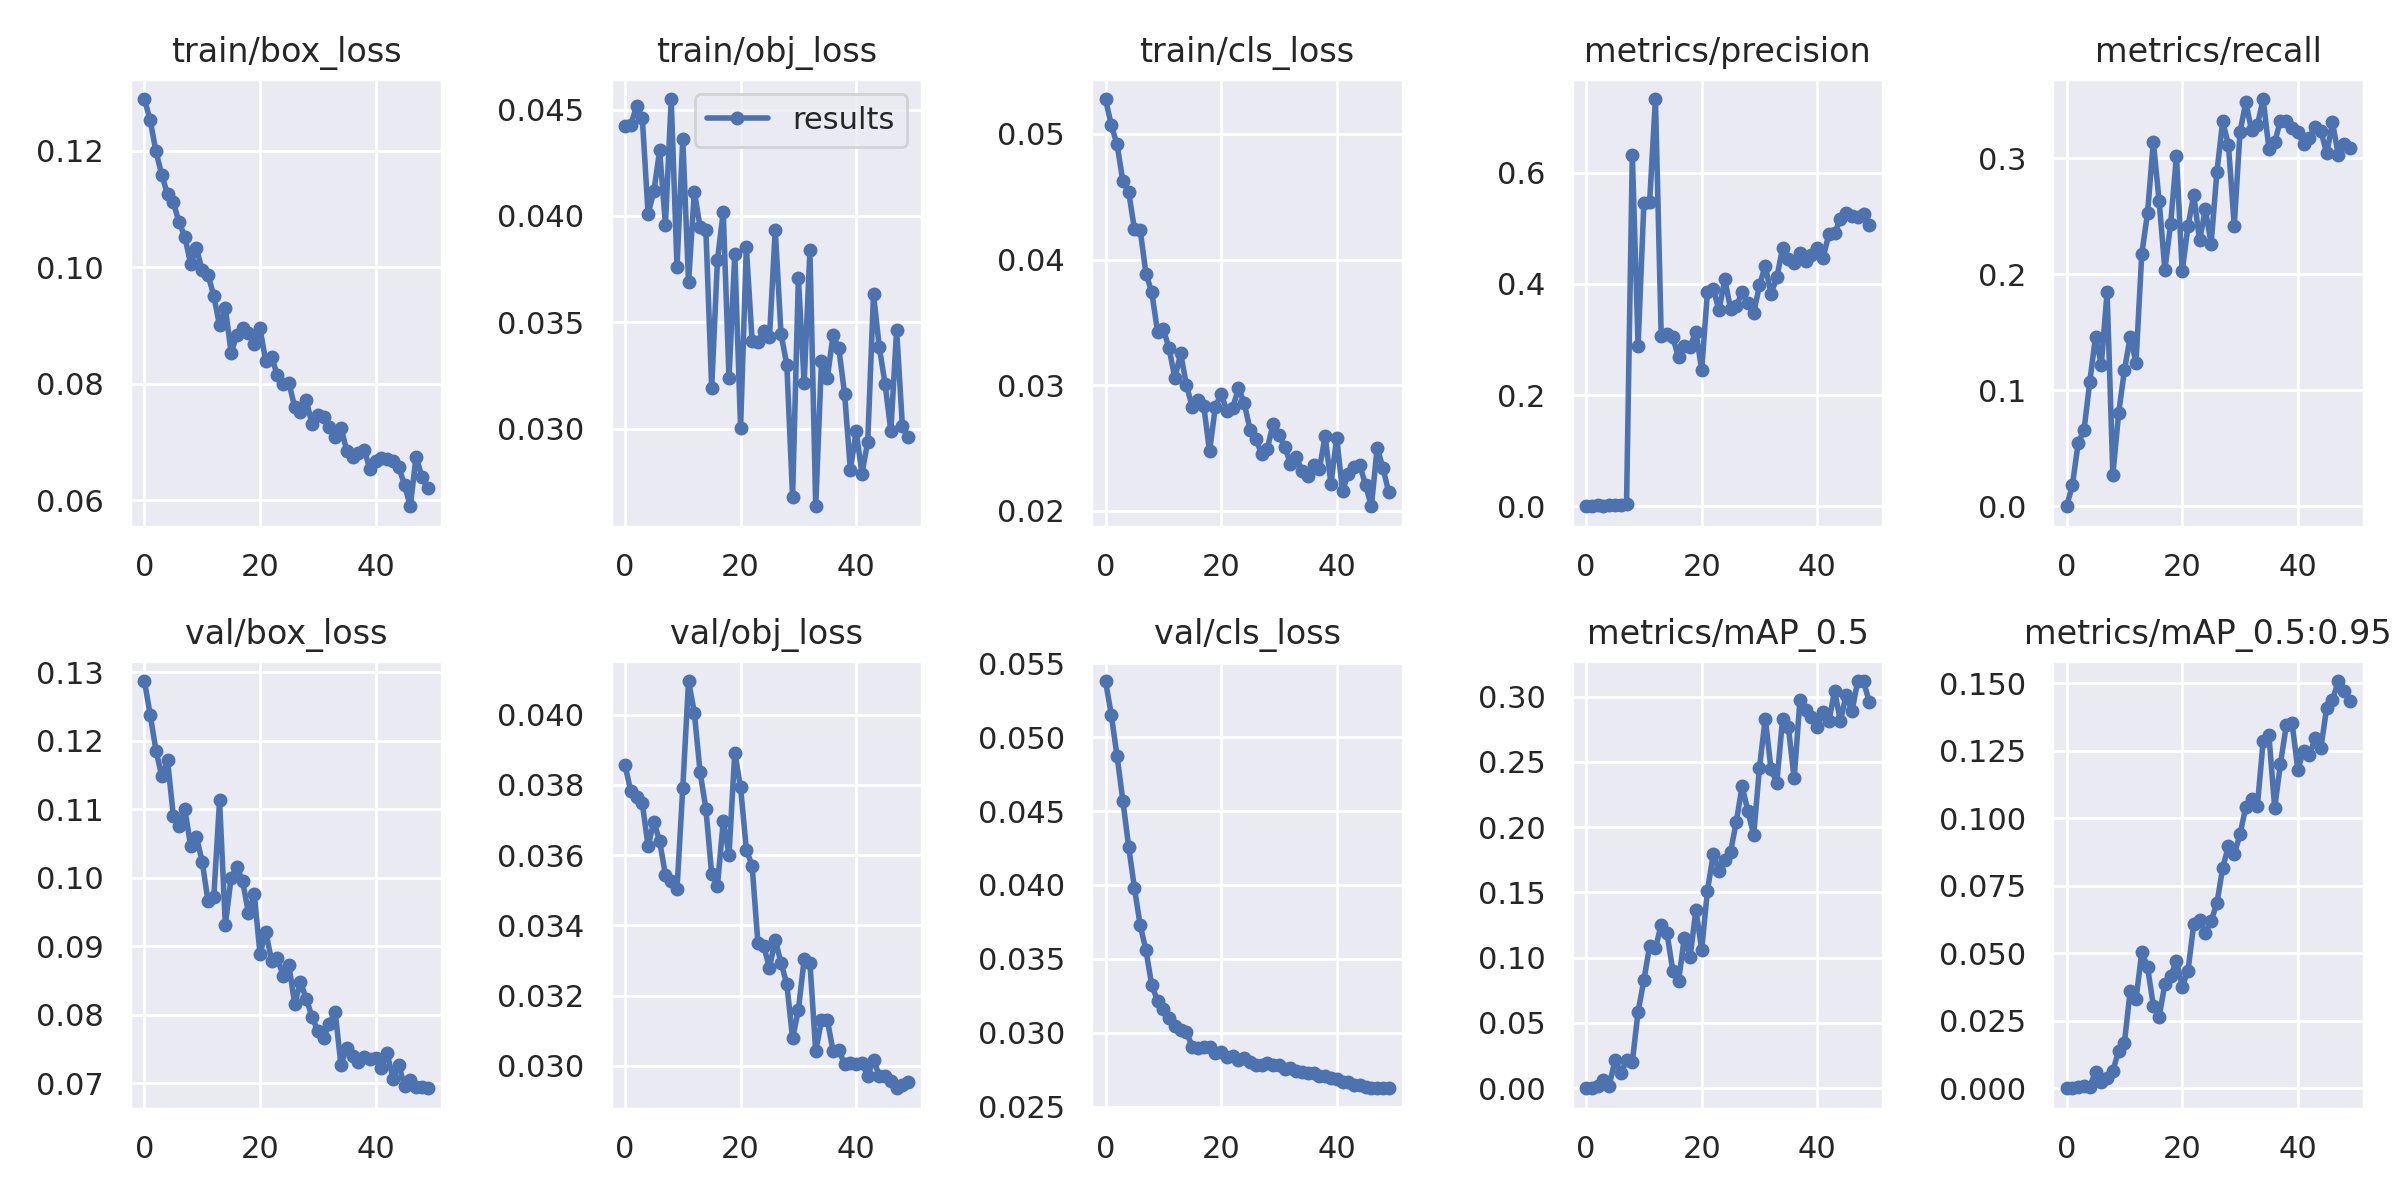 train/box_loss
0.12
0.10
0.08
0.06
0 20 40
train/obj_loss
results
0.045
0.040
0.035
0.030
0 20 40
train/cls_loss
0.05
0.04
0.03
0.02
0 20 40
metrics/precision
0.6
0.4
0.2
0.0
0 20 40
metrics/recall
0.3
0.2
0.1
0.0
0 20 40
val/box_loss
0.13
0.12
0.11
0.10
0.09
0.08
0.07
0 20 40
val/obj_loss
0.040
0.038
0.036
0.034
0.032
0.030
0 20 40
val/cls_loss
0.055
0.050
0.045
0.040
0.035
0.030
0.025
0 20 40
metrics/mAP_0.5
0.30
0.25
0.20
0.15
0.10
0.05
0.00
0 20 40
metrics/mAP_0.5:0.95
0.150
0.125
0.100
0.075
0.050
0.025
0.000
0 20 40